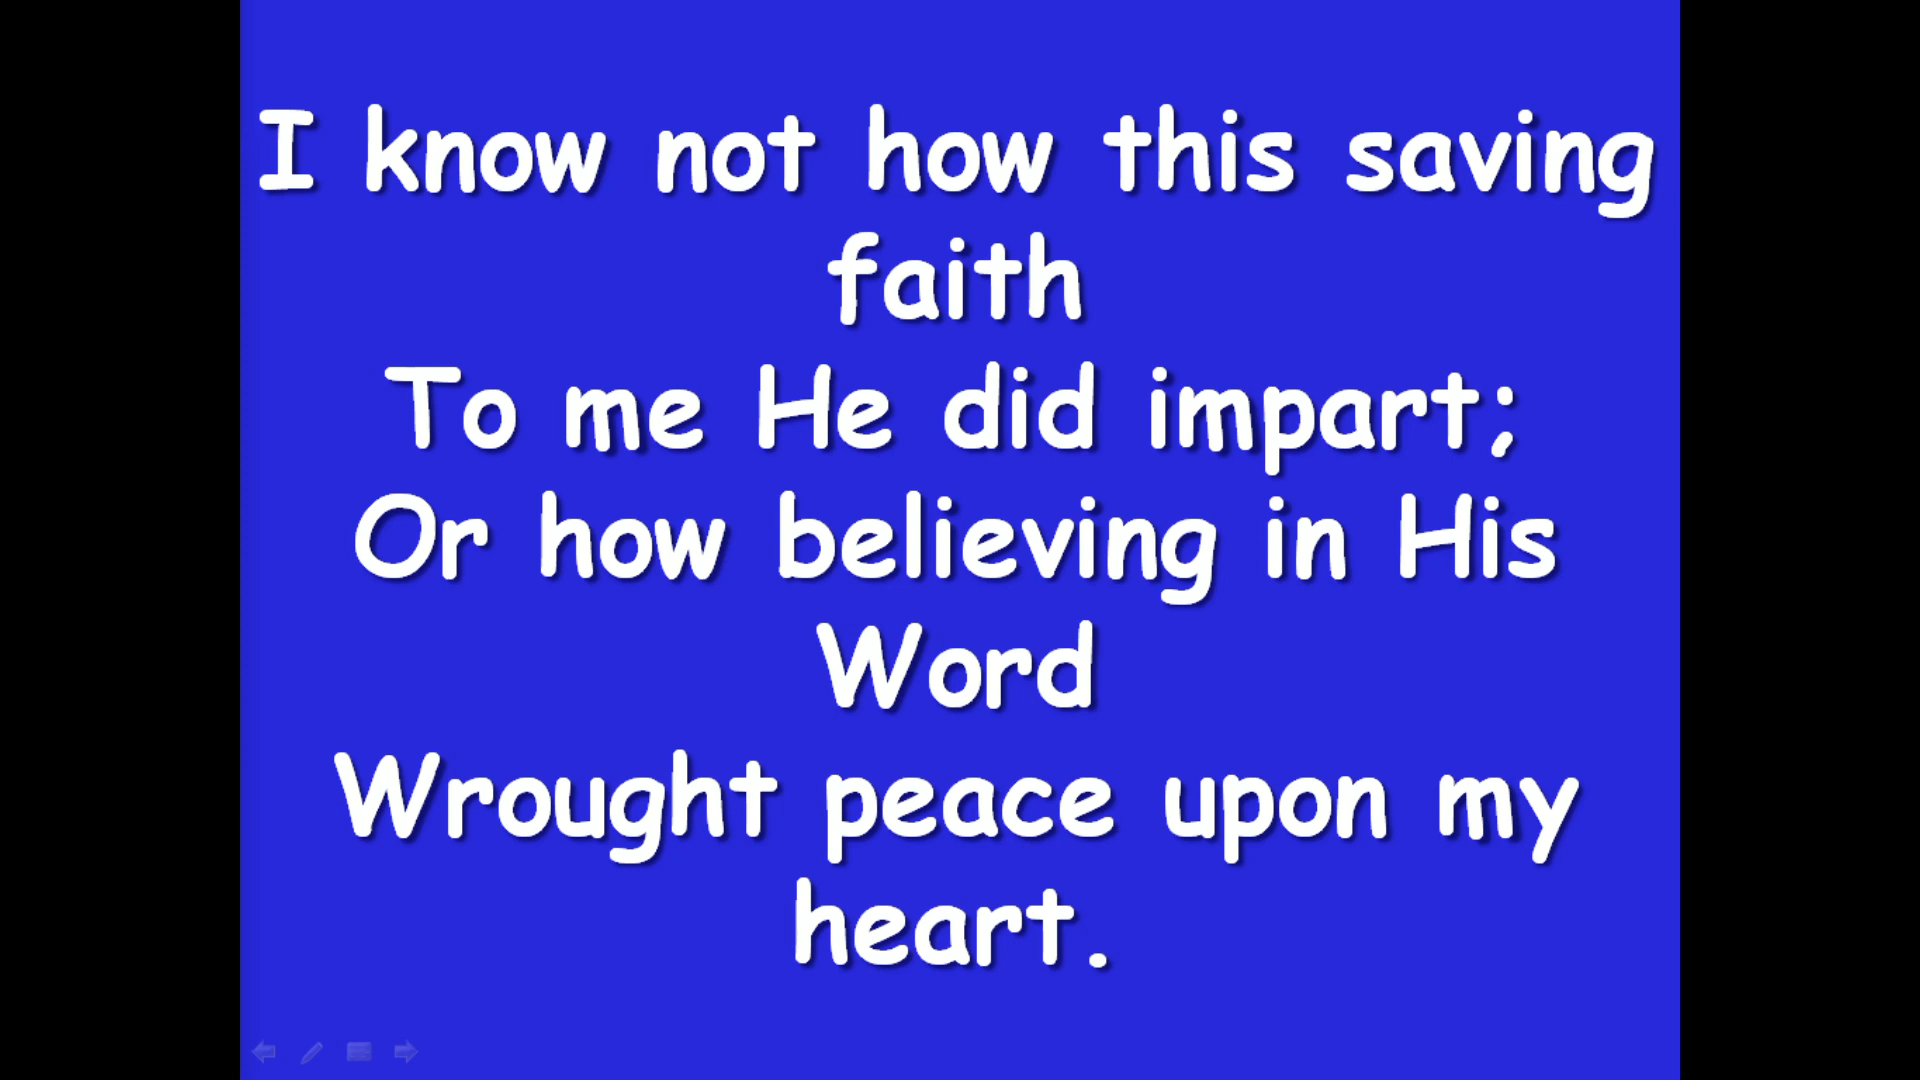 I know not how this saving
faith
To me He did impart;
Or how believing in His
Word
Wrought peace upon my
heart.